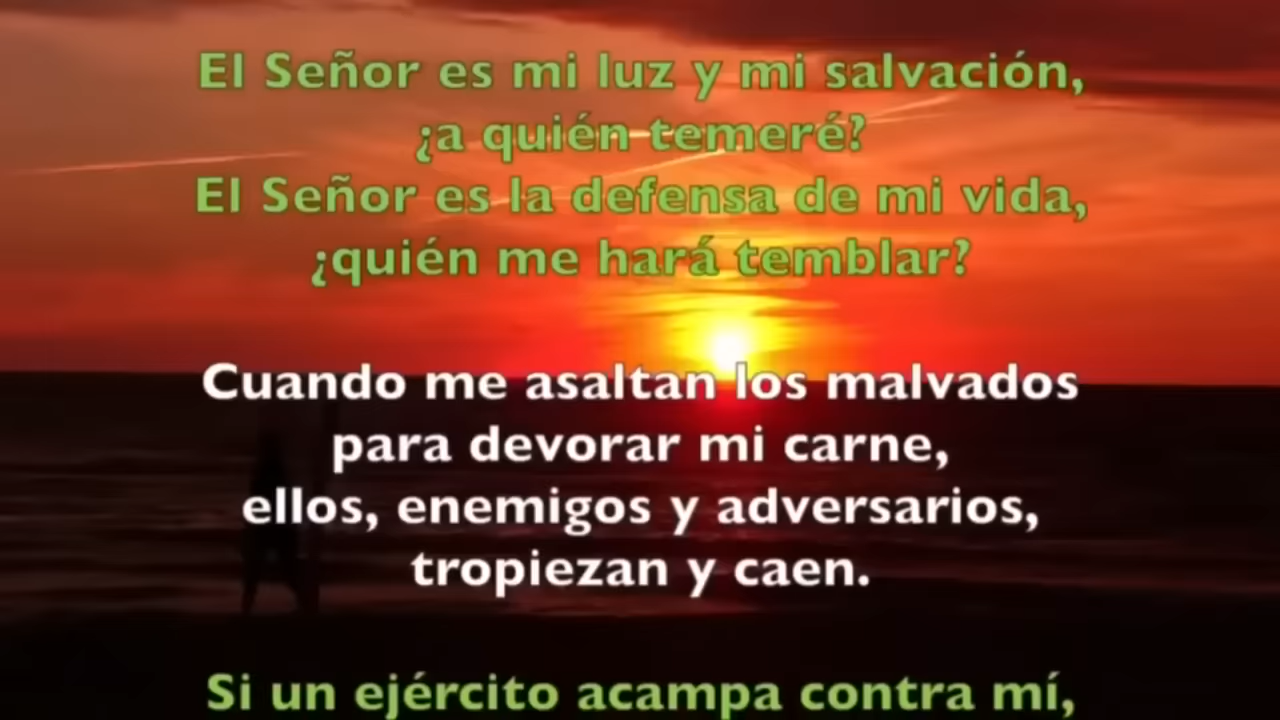 El Señor es mi luz y mi salvación,
¿a quién temeré?
El Señor es la defensa de mi vida,
¿quién me hará temblar?
Cuando me asaltan los malvados
para devorar mi carne,
ellos, enemigos y adversarios,
tropiezan y caen.
Si un ejército acampa contra mí,